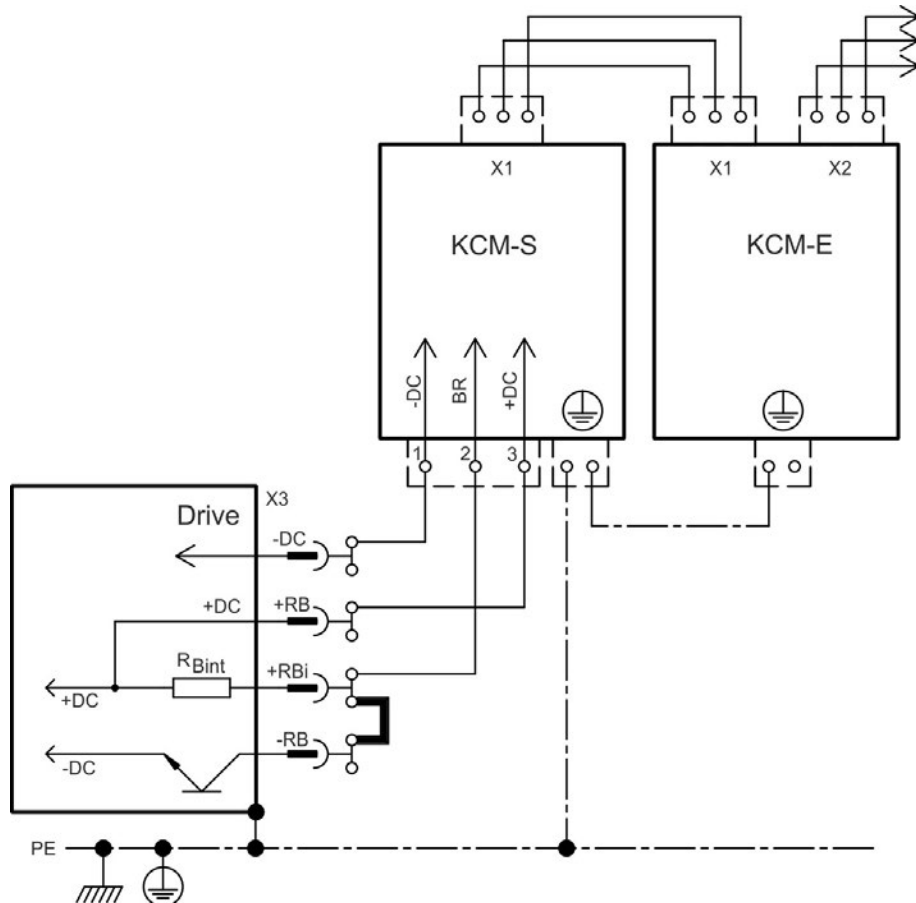 X1
X1
X2
KCM-S
KCM-E
-DC
BR
+DC
1
2
3
X3
Drive
-DC
+DC
+RB
RBint
+RBi
+DC
-RB
-DC
PE